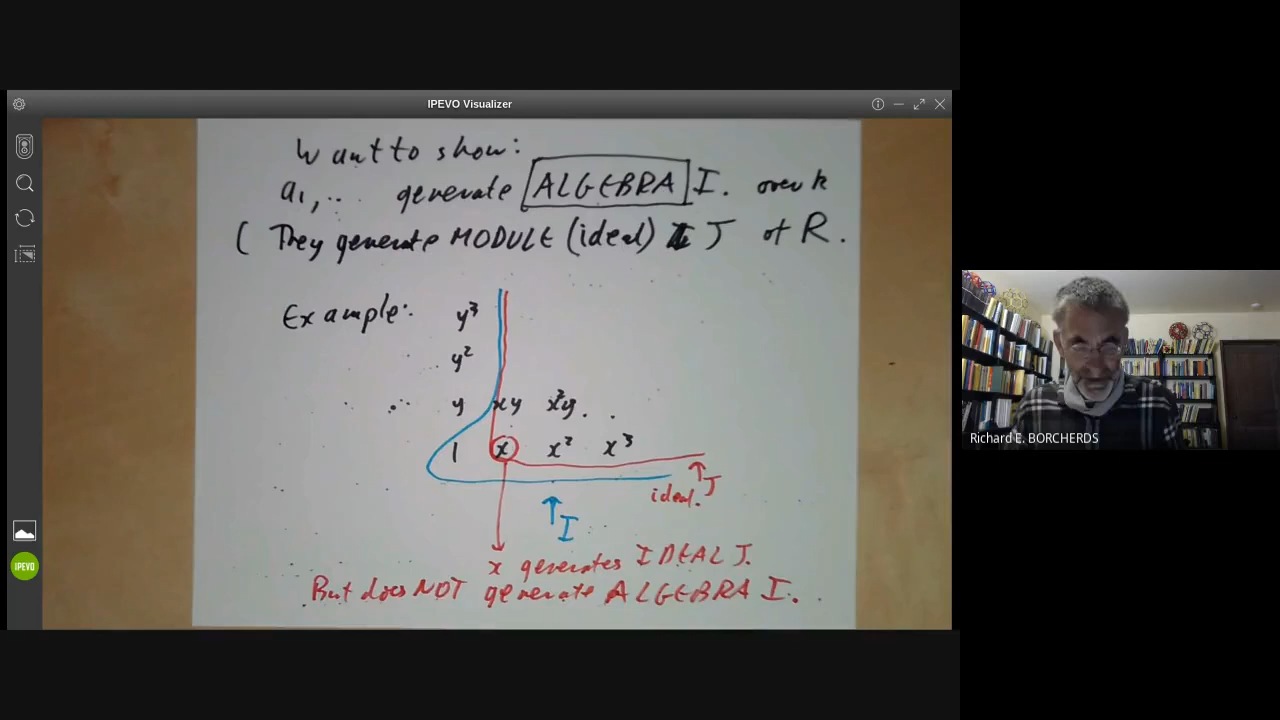 IPEVO Visualizer
Want to show:
a₁, .. generate ALGEBRA I. over k
( They generate MODULE (ideal) J of R.
Example: y³
y²
y xy x²y . .
1 x x² x³
ideal. J
I
x generates IDEAL J.
But does NOT generate ALGEBRA I.
Richard E. BORCHERDS
IPEVO